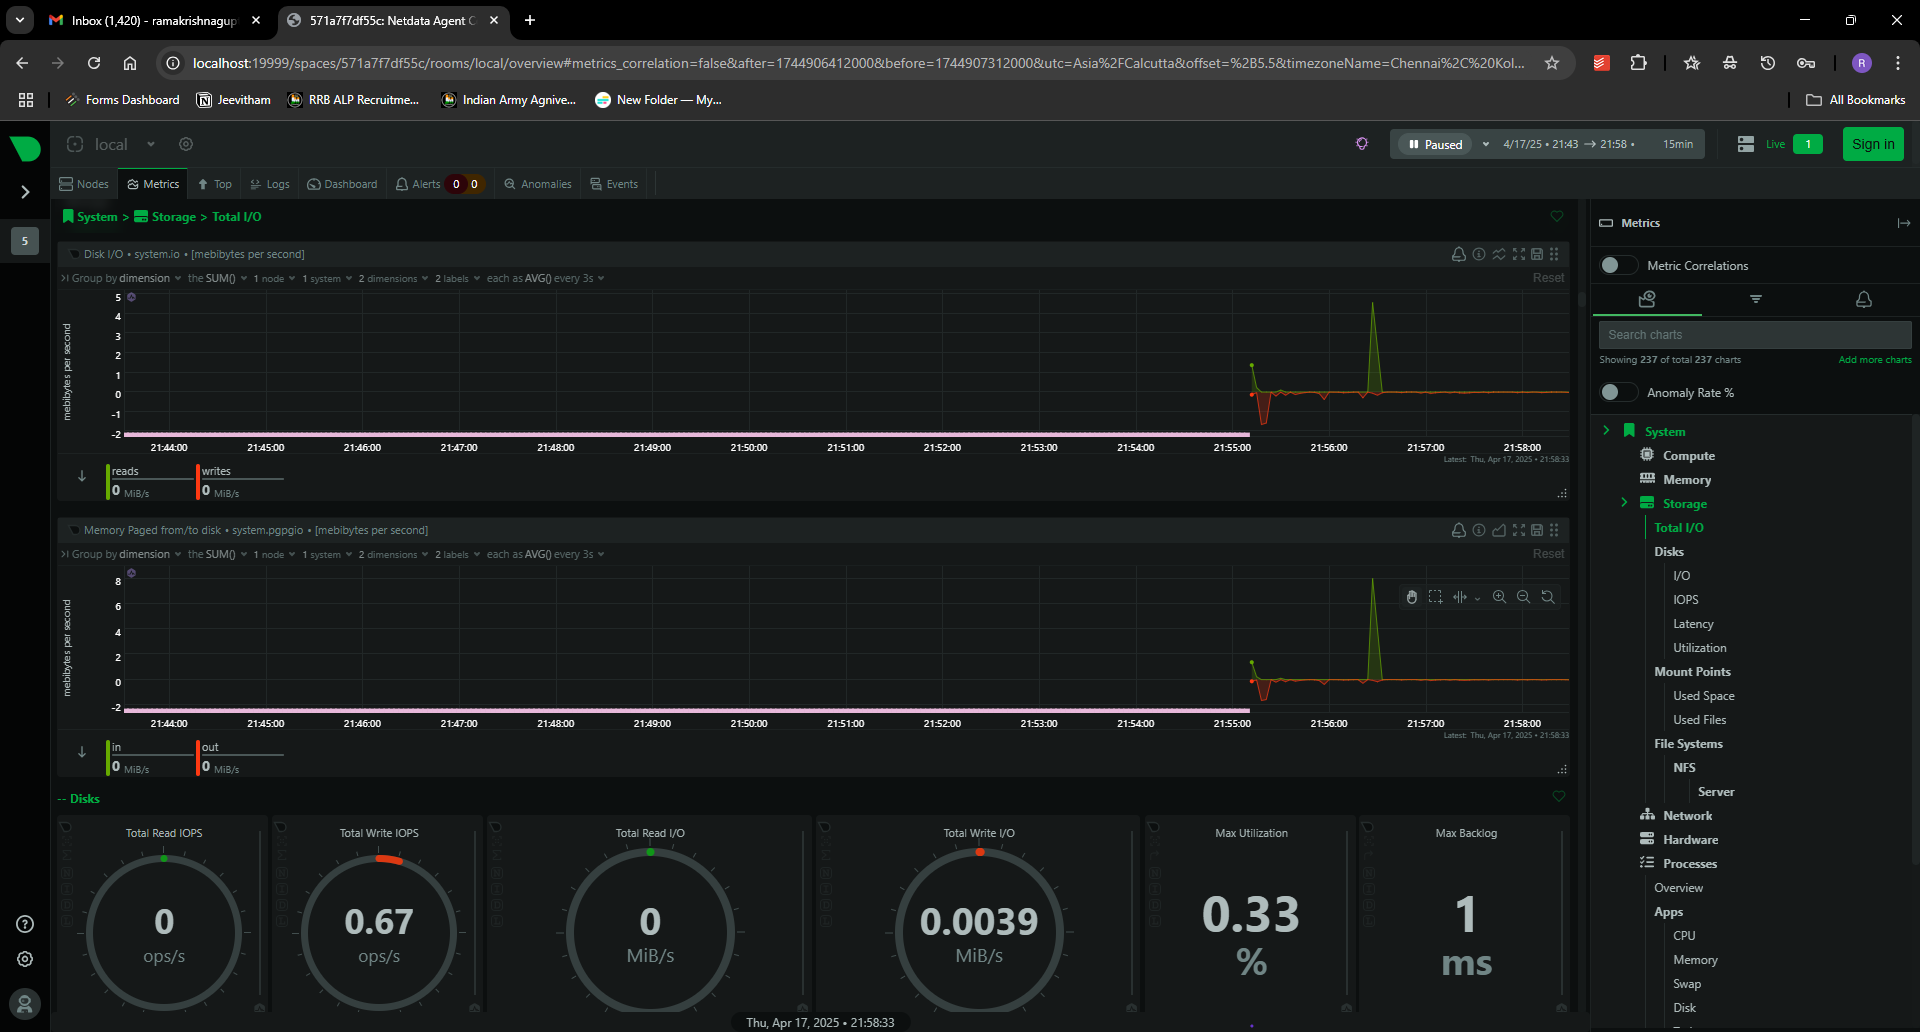 Inbox (1,420) - ramakrishnagup
571a7f7df55c: Netdata Agent C
localhost:19999/spaces/571a7f7df55c/rooms/local/overview#metrics_correlation=false&after=1744906412000&before=1744907312000&utc=Asia%2FCalcutta&offset=%2B5.5&timezoneName=Chennai%2C%20Kol...
R
Forms Dashboard
Jeevitham
RRB ALP Recruitme...
Indian Army Agnive...
New Folder — My...
All Bookmarks
local
Paused
4/17/25 • 21:43 → 21:58 •
15min
Live
1
Sign in
5
Nodes
Metrics
Top
Logs
Dashboard
Alerts
0
0
Anomalies
Events
System > Storage > Total I/O
Disk I/O • system.io • [mebibytes per second]
Group by dimension
the SUM()
1 node
1 system
2 dimensions
2 labels
each as AVG() every 3s
Reset
mebibytes per second
5
4
3
2
1
0
-1
-2
21:44:00
21:45:00
21:46:00
21:47:00
21:48:00
21:49:00
21:50:00
21:51:00
21:52:00
21:53:00
21:54:00
21:55:00
21:56:00
21:57:00
21:58:00
Latest: Thu, Apr 17, 2025 • 21:58:33
reads
0 MiB/s
writes
0 MiB/s
Memory Paged from/to disk • system.pgpgio • [mebibytes per second]
Group by dimension
the SUM()
1 node
1 system
2 dimensions
2 labels
each as AVG() every 3s
Reset
mebibytes per second
8
6
4
2
0
-2
21:44:00
21:45:00
21:46:00
21:47:00
21:48:00
21:49:00
21:50:00
21:51:00
21:52:00
21:53:00
21:54:00
21:55:00
21:56:00
21:57:00
21:58:00
Latest: Thu, Apr 17, 2025 • 21:58:33
in
0 MiB/s
out
0 MiB/s
-- Disks
Total Read IOPS
0
ops/s
Total Write IOPS
0.67
ops/s
Total Read I/O
0
MiB/s
Total Write I/O
0.0039
MiB/s
Max Utilization
0.33
%
Max Backlog
1
ms
Thu, Apr 17, 2025 • 21:58:33
Metrics
Metric Correlations
Search charts
Showing 237 of total 237 charts
Add more charts
Anomaly Rate %
System
Compute
Memory
Storage
Total I/O
Disks
I/O
IOPS
Latency
Utilization
Mount Points
Used Space
Used Files
File Systems
NFS
Server
Network
Hardware
Processes
Overview
Apps
CPU
Memory
Swap
Disk